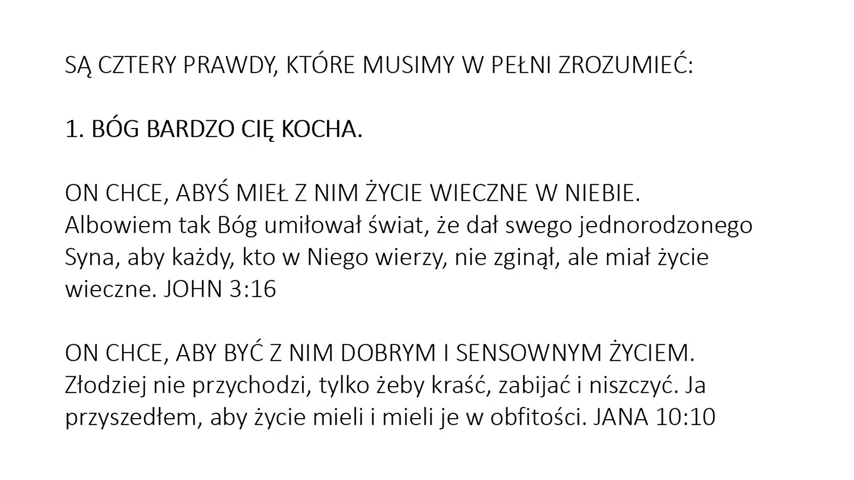 SĄ CZTERY PRAWDY, KTÓRE MUSIMY W PEŁNI ZROZUMIEĆ:
1. BÓG BARDZO CIĘ KOCHA.
ON CHCE, ABYŚ MIEŁ Z NIM ŻYCIE WIECZNE W NIEBIE.
Albowiem tak Bóg umiłował świat, że dał swego jednorodzonego
Syna, aby każdy, kto w Niego wierzy, nie zginął, ale miał życie
wieczne. JOHN 3:16
ON CHCE, ABY BYĆ Z NIM DOBRYM I SENSOWNYM ŻYCIEM.
Złodziej nie przychodzi, tylko żeby kraść, zabijać i niszczyć. Ja
przyszedłem, aby życie mieli i mieli je w obfitości. JANA 10:10